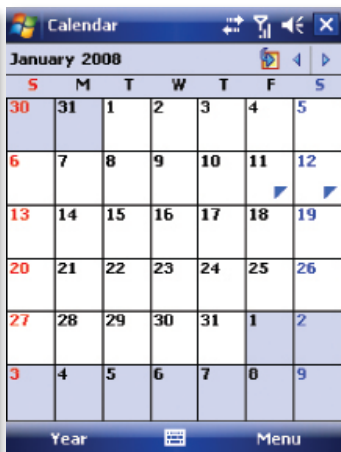 Calendar
January 2008
S M T W T F S
30 31 1 2 3 4 5
6 7 8 9 10 11 12
13 14 15 16 17 18 19
20 21 22 23 24 25 26
27 28 29 30 31 1 2
3 4 5 6 7 8 9
Year Menu